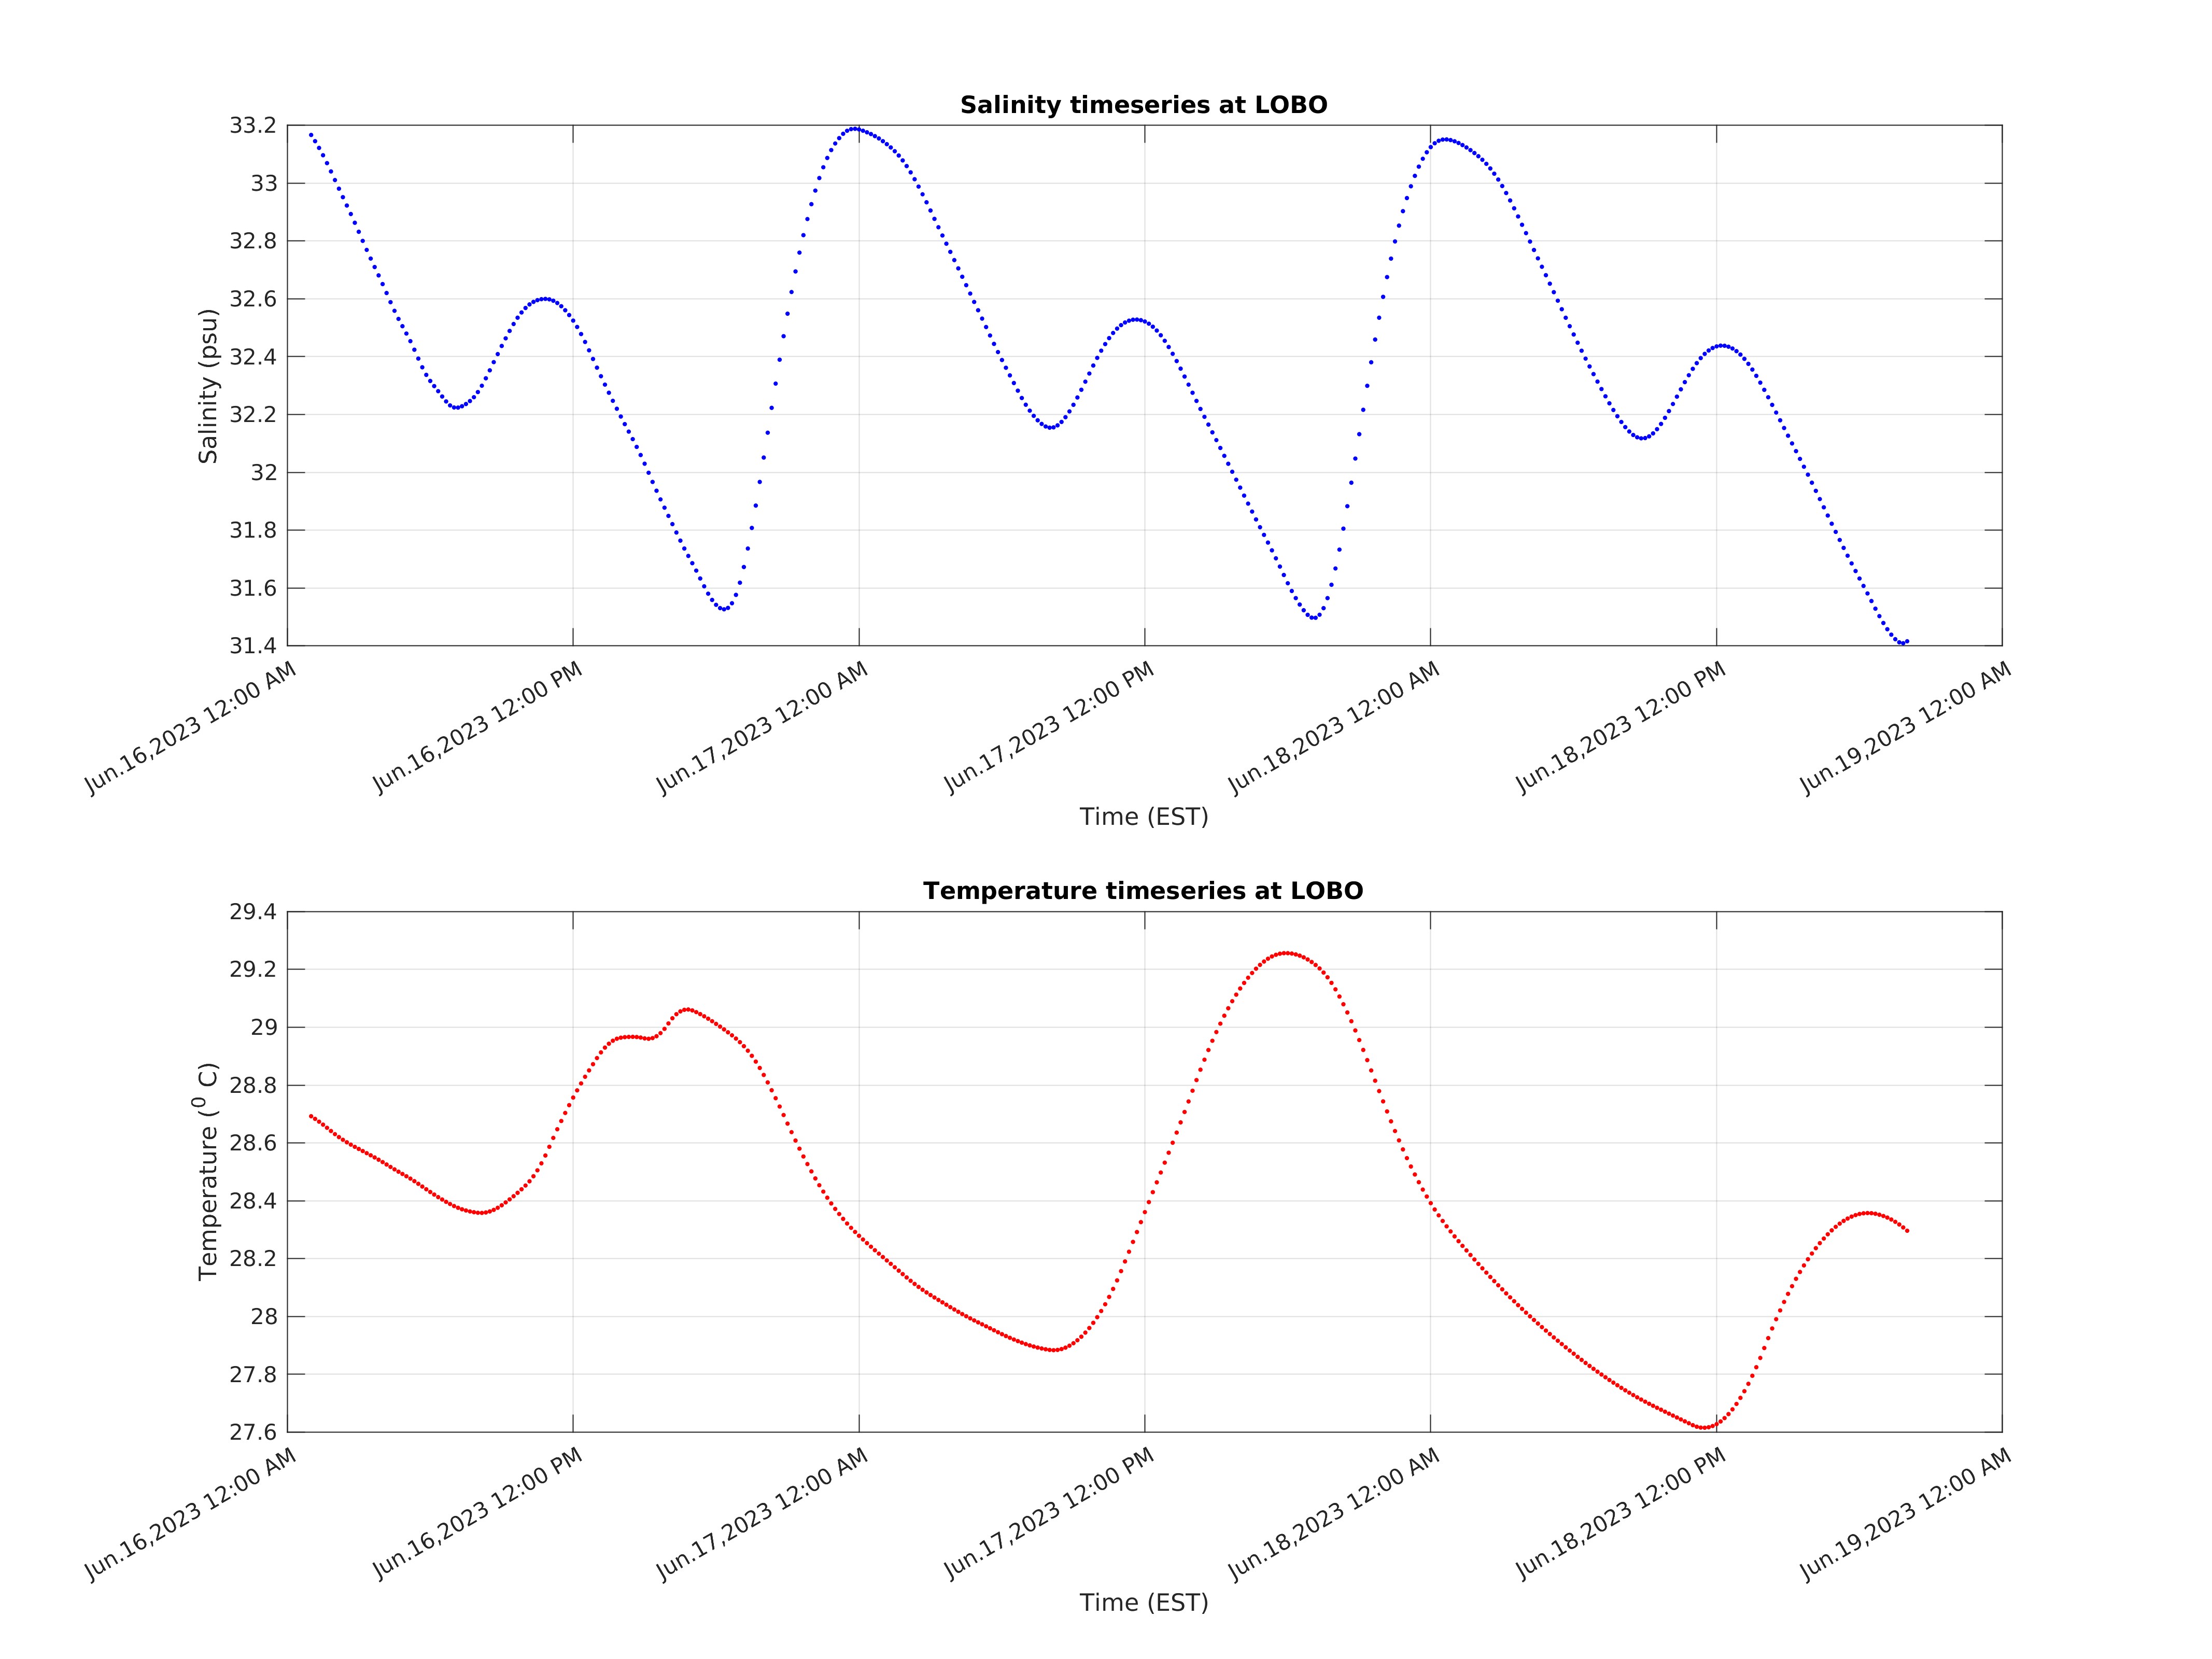 Salinity timeseries at LOBO
33.2
33
32.8
32.6
32.4
32.2
32
31.8
31.6
31.4
Salinity (psu)
Jun.16,2023 12:00 AM
Jun.16,2023 12:00 PM
Jun.17,2023 12:00 AM
Jun.17,2023 12:00 PM
Jun.18,2023 12:00 AM
Jun.18,2023 12:00 PM
Jun.19,2023 12:00 AM
Time (EST)
Temperature timeseries at LOBO
29.4
29.2
29
28.8
28.6
28.4
28.2
28
27.8
27.6
Temperature (⁰ C)
Jun.16,2023 12:00 AM
Jun.16,2023 12:00 PM
Jun.17,2023 12:00 AM
Jun.17,2023 12:00 PM
Jun.18,2023 12:00 AM
Jun.18,2023 12:00 PM
Jun.19,2023 12:00 AM
Time (EST)